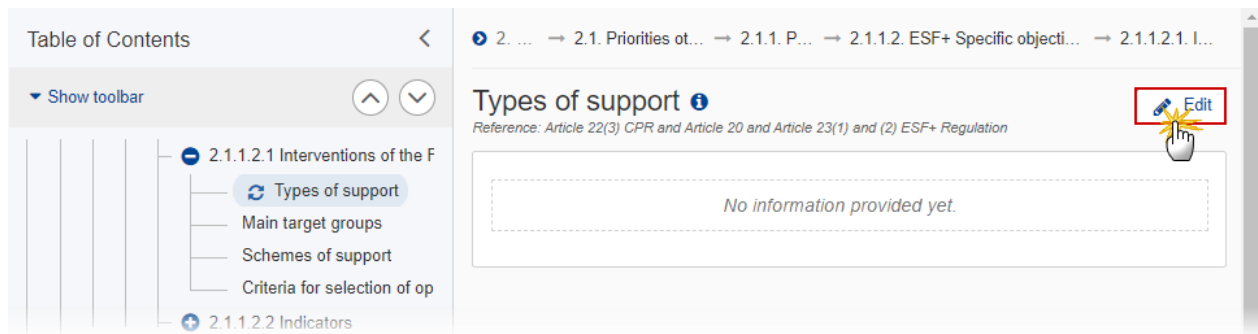 Table of Contents
Show toolbar
2.1.1.2.1 Interventions of the F
Types of support
Main target groups
Schemes of support
Criteria for selection of op
2.1.1.2.2 Indicators
2. ... → 2.1. Priorities ot... → 2.1.1. P... → 2.1.1.2. ESF+ Specific objecti... → 2.1.1.2.1. I...
Types of support
Edit
Reference: Article 22(3) CPR and Article 20 and Article 23(1) and (2) ESF+ Regulation
No information provided yet.